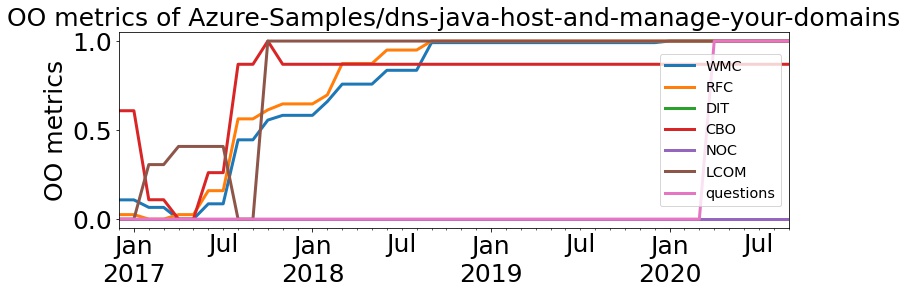 OO metrics of Azure-Samples/dns-java-host-and-manage-your-domains
OO metrics
1.0
0.5
0.0
Jan
2017
Jul
Jan
2018
Jul
Jan
2019
Jul
Jan
2020
Jul
WMC
RFC
DIT
CBO
NOC
LCOM
questions